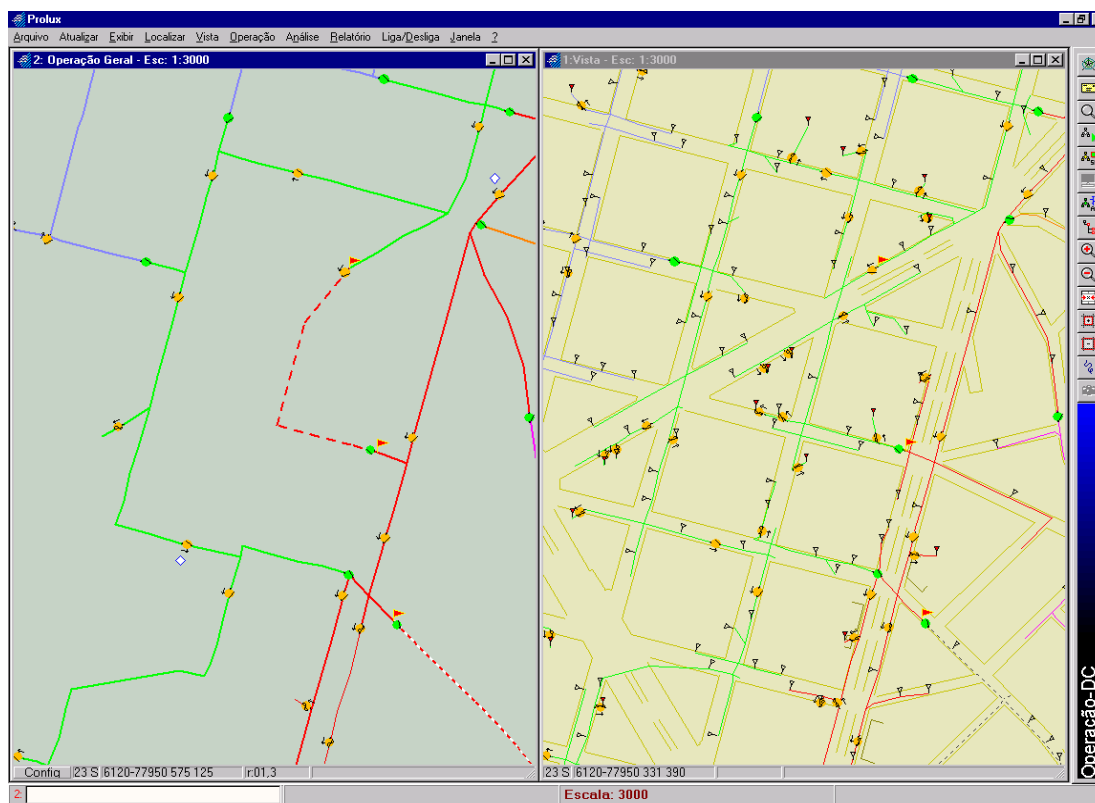 Prolux
Arquivo Atualizar Exibir Localizar Vista Operação Análise Relatório Liga/Desliga Janela ?
2: Operação Geral - Esc: 1:3000
1:Vista - Esc: 1:3000
Operação-DC
Config 23 S 6120-77950 575 125 r:01,3
23 S 6120-77950 331 390
2: Escala: 3000